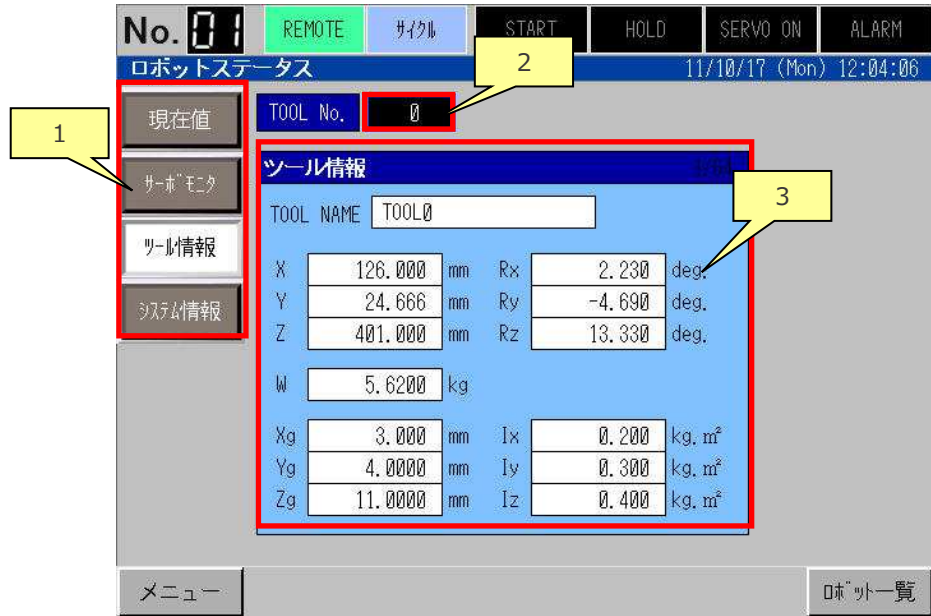 No. 01 REMOTE ｻｲｸﾙ START HOLD SERVO ON ALARM
ロボットステータス 11/10/17 (Mon) 12:04:06
2
現在値
TOOL No. 0
1
ｻｰﾎﾞﾓﾆﾀ
ツール情報
3
TOOL NAME TOOL0
ﾂｰﾙ情報
X 126.000 mm Rx 2.230 deg.
Y 24.666 mm Ry -4.690 deg.
ｼｽﾃﾑ情報
Z 401.000 mm Rz 13.330 deg.
W 5.6200 kg
Xg 3.000 mm Ix 0.200 kg.m²
Yg 4.0000 mm Iy 0.300 kg.m²
Zg 11.0000 mm Iz 0.400 kg.m²
メニュー ﾛﾎﾞｯﾄ一覧